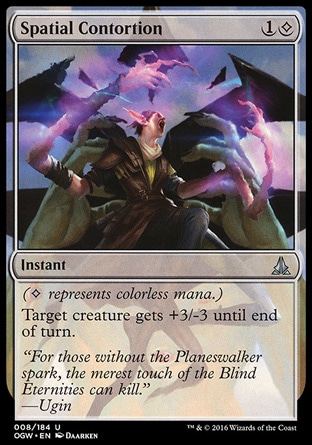 Spatial Contortion 1
Instant
( represents colorless mana.)
Target creature gets +3/-3 until end
of turn.
"For those without the Planeswalker
spark, the merest touch of the Blind
Eternities can kill."
—Ugin
008/184 U
OGW • EN DAARKEN
™ & © 2016 Wizards of the Coast